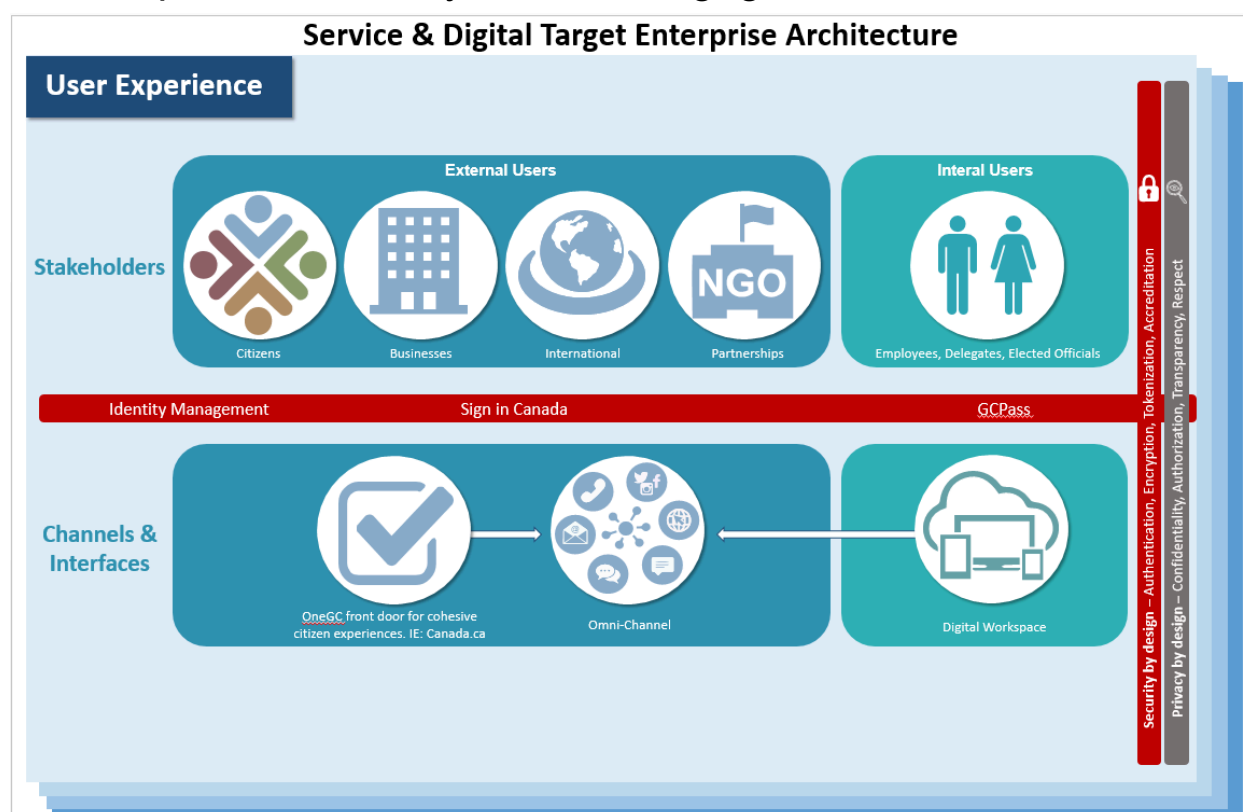 Service & Digital Target Enterprise Architecture
User Experience
Stakeholders
External Users
Citizens
Businesses
International
NGO
Partnerships
Interal Users
Employees, Delegates, Elected Officials
Identity Management
Sign in Canada
GCPass
Channels &
Interfaces
OneGC front door for cohesive
citizen experiences. IE: Canada.ca
Omni-Channel
Digital Workspace
Security by design – Authentication, Encryption, Tokenization, Accreditation
Privacy by design – Confidentiality, Authorization, Transparency, Respect